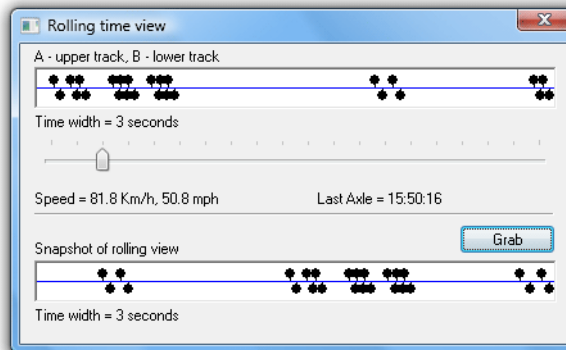 Rolling time view
A - upper track, B - lower track
Time width = 3 seconds
Speed = 81.8 Km/h, 50.8 mph Last Axle = 15:50:16
Grab
Snapshot of rolling view
Time width = 3 seconds